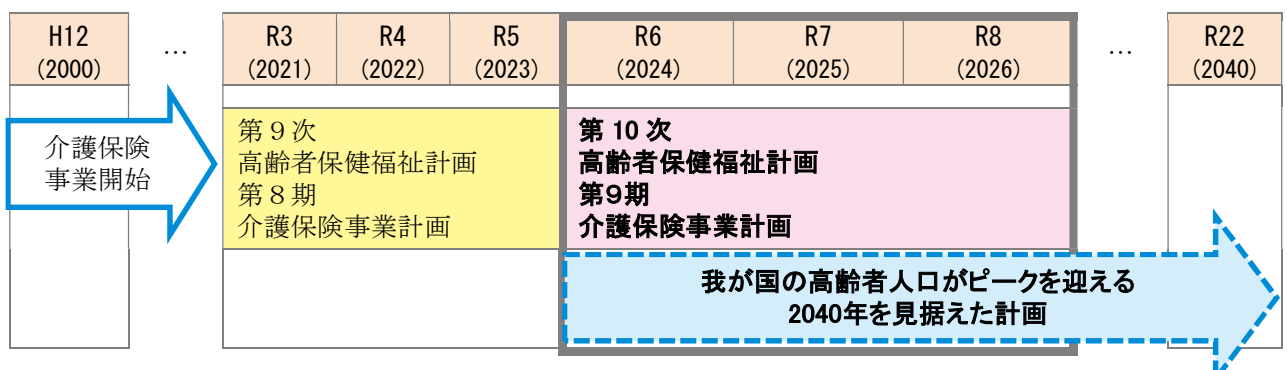 H12
(2000)
…
R3
(2021)
R4
(2022)
R5
(2023)
R6
(2024)
R7
(2025)
R8
(2026)
…
R22
(2040)
介護保険
事業開始
第９次
高齢者保健福祉計画
第８期
介護保険事業計画
第 10 次
高齢者保健福祉計画
第９期
介護保険事業計画
我が国の高齢者人口がピークを迎える
2040年を見据えた計画